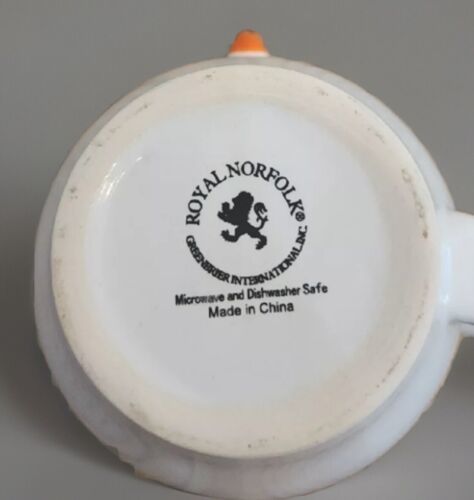 ROYAL NORFOLK®
GREENBRIER INTERNATIONAL, INC.
Microwave and Dishwasher Safe
Made in China